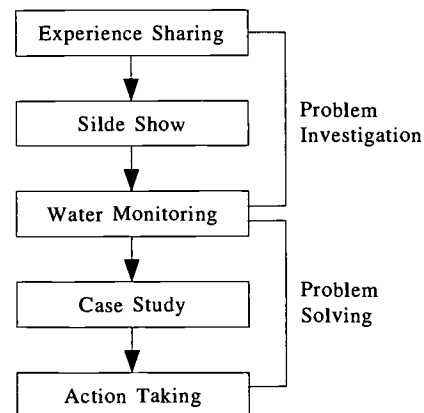 Experience Sharing
Silde Show
Problem
Investigation
Water Monitoring
Case Study
Problem
Solving
Action Taking